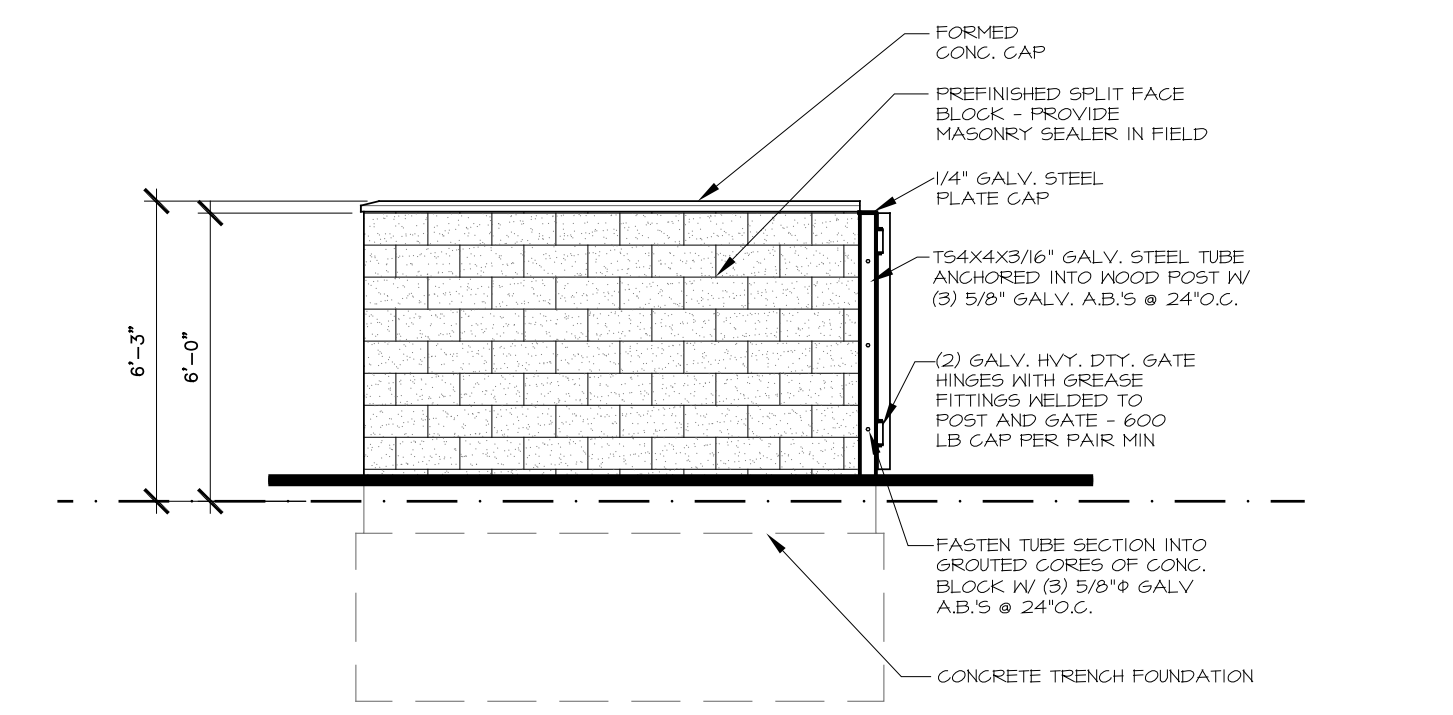 FORMED
CONC. CAP
PREFINISHED SPLIT FACE
BLOCK - PROVIDE
MASONRY SEALER IN FIELD
1/4" GALV. STEEL
PLATE CAP
TS4X4X3/16" GALV. STEEL TUBE
ANCHORED INTO WOOD POST W/
(3) 5/8" GALV. A.B.'S @ 24"O.C.
6'-3"
6'-0"
(2) GALV. HVY. DTY. GATE
HINGES WITH GREASE
FITTINGS WELDED TO
POST AND GATE - 600
LB CAP PER PAIR MIN
FASTEN TUBE SECTION INTO
GROUTED CORES OF CONC.
BLOCK W/ (3) 5/8"Φ GALV
A.B.'S @ 24"O.C.
CONCRETE TRENCH FOUNDATION